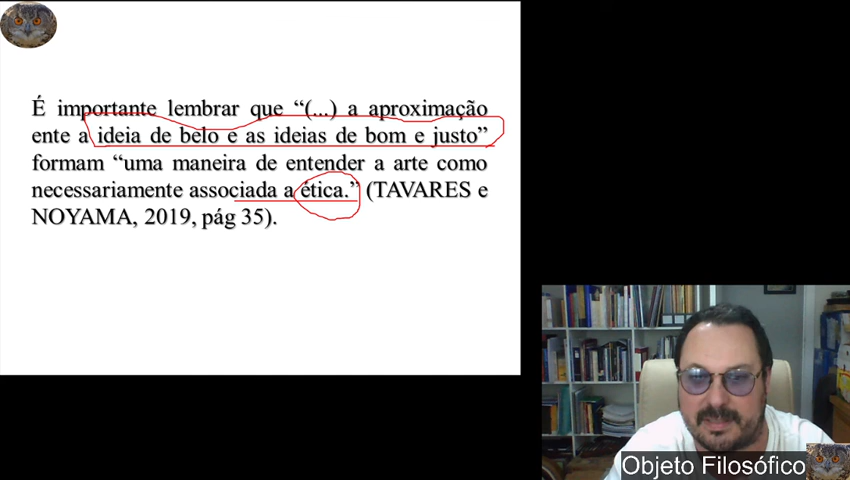 É importante lembrar que “(...) a aproximação
ente a ideia de belo e as ideias de bom e justo”
formam “uma maneira de entender a arte como
necessariamente associada a ética.” (TAVARES e
NOYAMA, 2019, pág 35).
Objeto Filosófico